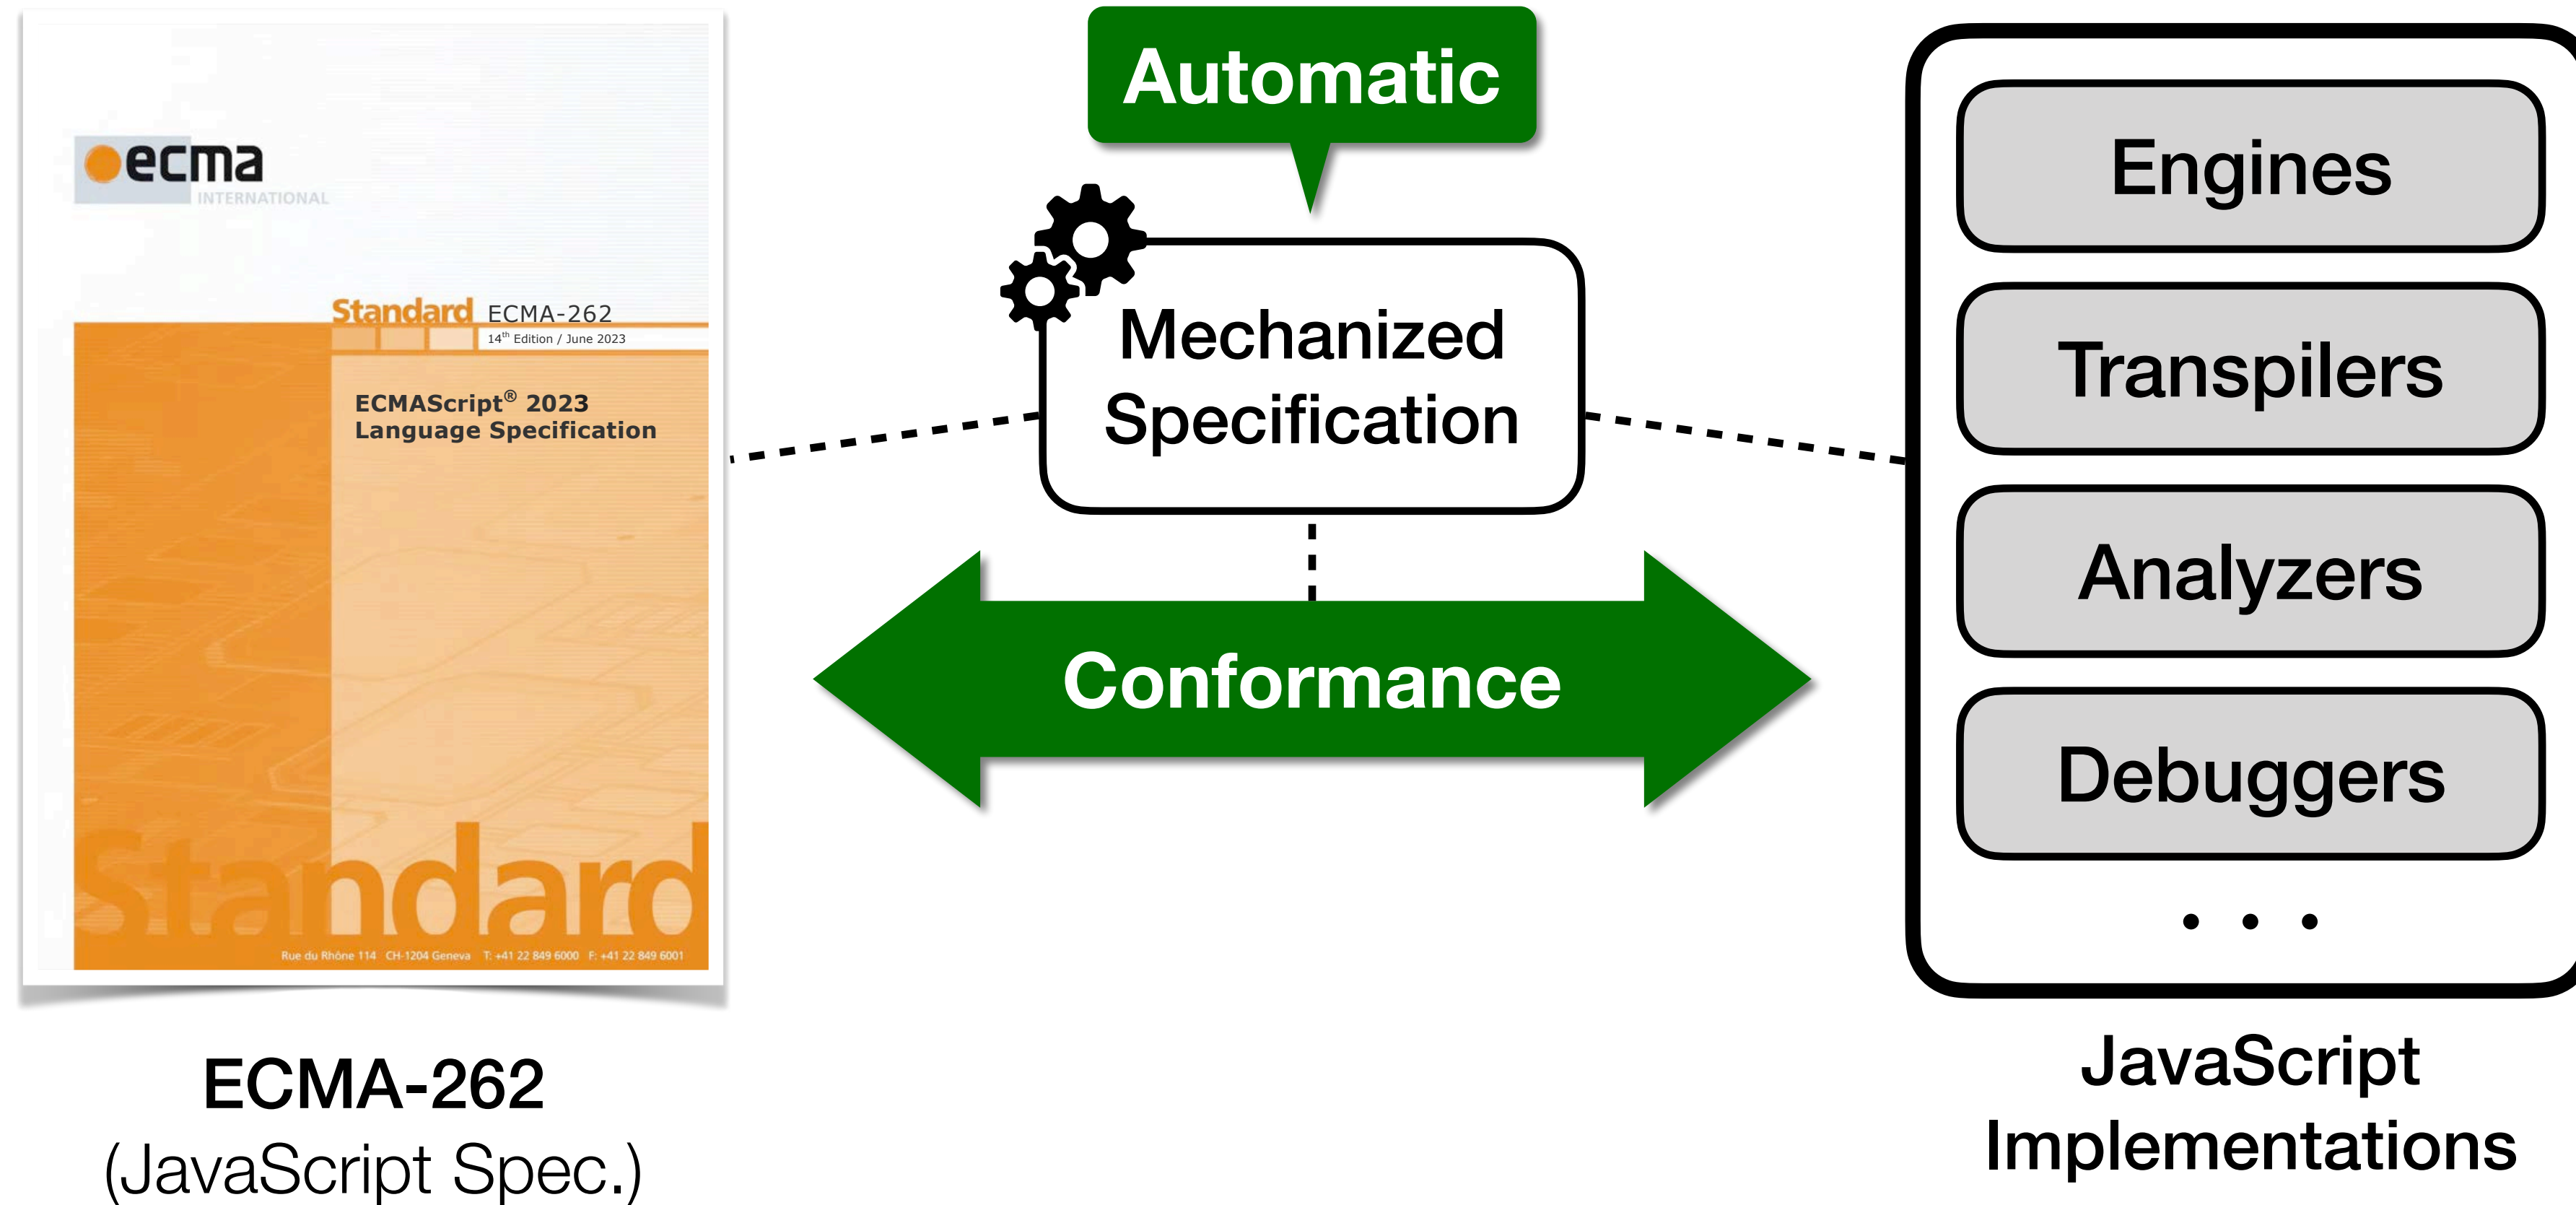 ecma
INTERNATIONAL
Standard ECMA-262
14th Edition / June 2023
ECMAScript® 2023
Language Specification
Standard
Rue du Rhône 114 CH-1204 Geneva T: +41 22 849 6000 F: +41 22 849 6001
ECMA-262
(JavaScript Spec.)
Automatic
Mechanized
Specification
Conformance
Engines
Transpilers
Analyzers
Debuggers
. . .
JavaScript
Implementations